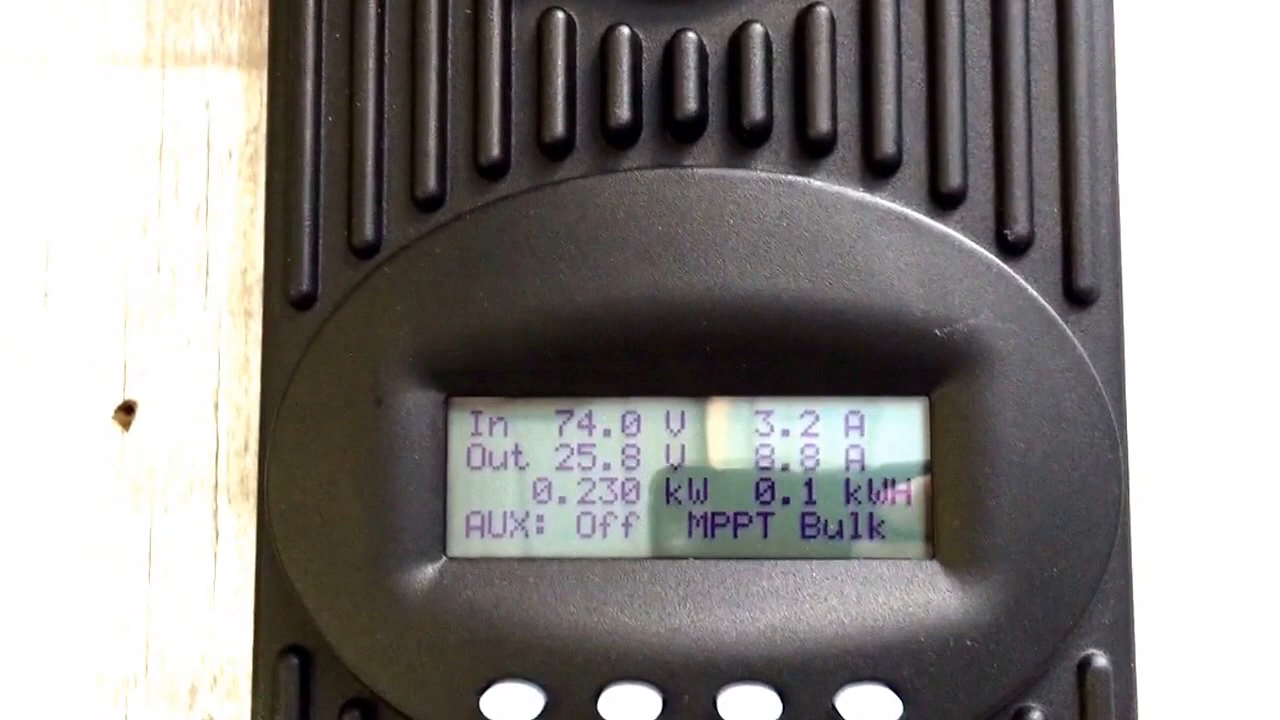 In 74.0 V 3.2 A
Out 25.8 V 8.8 A
0.230 kW 0.1 kWH
AUX: Off MPPT Bulk